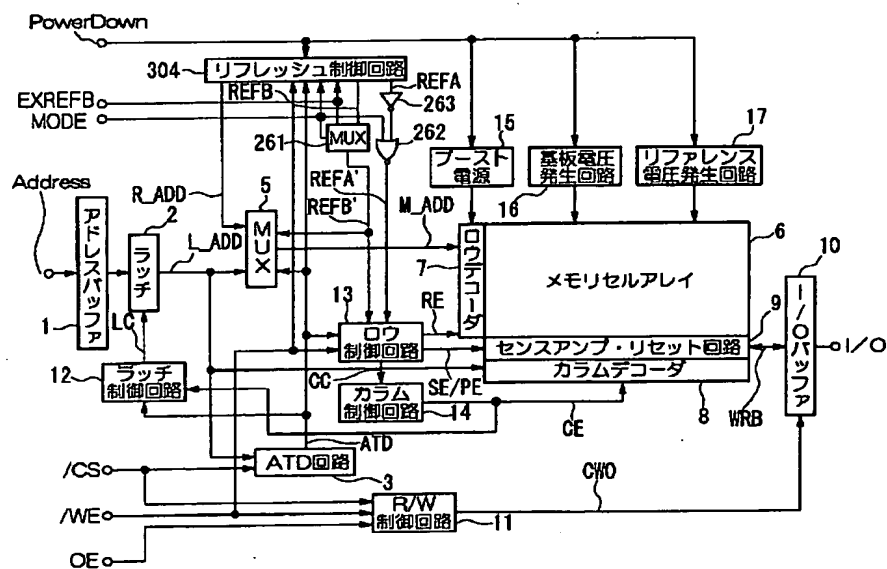 PowerDown
304
リフレッシュ制御回路
REFA
REFB
263
EXREFB
MODE
261
MUX
262
15
ブースト
電源
基板電圧
発生回路
16
17
リファレンス
電圧発生回路
Address
R_ADD
REFA'
REFB'
M_ADD
アドレスバッファ
1
2
ラッチ
L_ADD
5
MUX
6
7
ロウデコーダ
メモリセルアレイ
10
I/Oバッファ
I/O
LC
13
ロウ
制御回路
RE
9
センスアンプ・リセット回路
12
ラッチ
制御回路
CC
SE/PE
カラムデコーダ
8
WRB
カラム
制御回路
14
CE
ATD
/CS
ATD回路
3
CWO
/WE
R/W
制御回路
11
OE